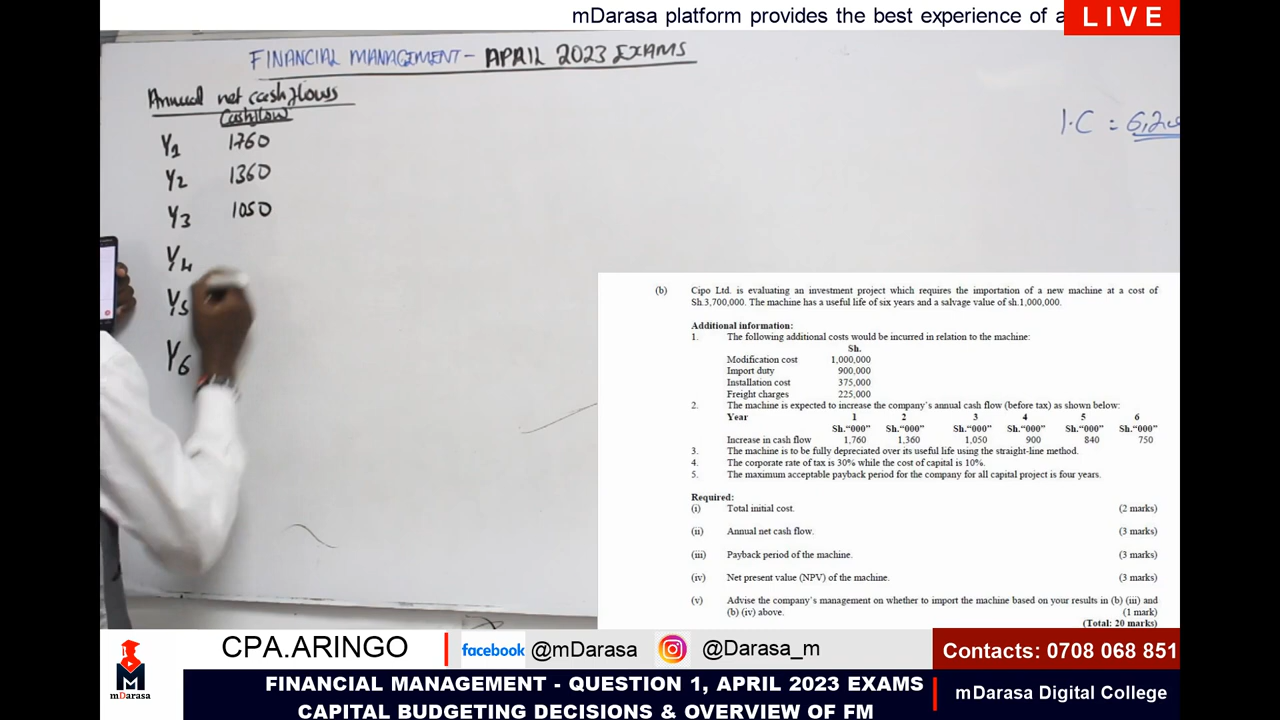 mDarasa platform provides the best experience of a
LIVE
FINANCIAL MANAGEMENT - APRIL 2023 EXAMS
Annual net cashflows
Cashflow
Y1 1760
Y2 1360
Y3 1050
Y4
Y5
Y6
I.C = 6,200
(b) Cipo Ltd. is evaluating an investment project which requires the importation of a new machine at a cost of
Sh.3,700,000. The machine has a useful life of six years and a salvage value of sh.1,000,000.
Additional information:
1. The following additional costs would be incurred in relation to the machine:
Sh.
Modification cost 1,000,000
Import duty 900,000
Installation cost 375,000
Freight charges 225,000
2. The machine is expected to increase the company's annual cash flow (before tax) as shown below:
Year 1 2 3 4 5 6
Sh."000" Sh."000" Sh."000" Sh."000" Sh."000" Sh."000"
Increase in cash flow 1,760 1,360 1,050 900 840 750
3. The machine is to be fully depreciated over its useful life using the straight-line method.
4. The corporate rate of tax is 30% while the cost of capital is 10%.
5. The maximum acceptable payback period for the company for all capital project is four years.
Required:
(i) Total initial cost. (2 marks)
(ii) Annual net cash flow. (3 marks)
(iii) Payback period of the machine. (3 marks)
(iv) Net present value (NPV) of the machine. (3 marks)
(v) Advise the company's management on whether to import the machine based on your results in (b) (iii) and
(b) (iv) above. (1 mark)
(Total: 20 marks)
mDarasa
CPA.ARINGO
facebook @mDarasa
@Darasa_m
Contacts: 0708 068 851
FINANCIAL MANAGEMENT - QUESTION 1, APRIL 2023 EXAMS
CAPITAL BUDGETING DECISIONS & OVERVIEW OF FM
mDarasa Digital College